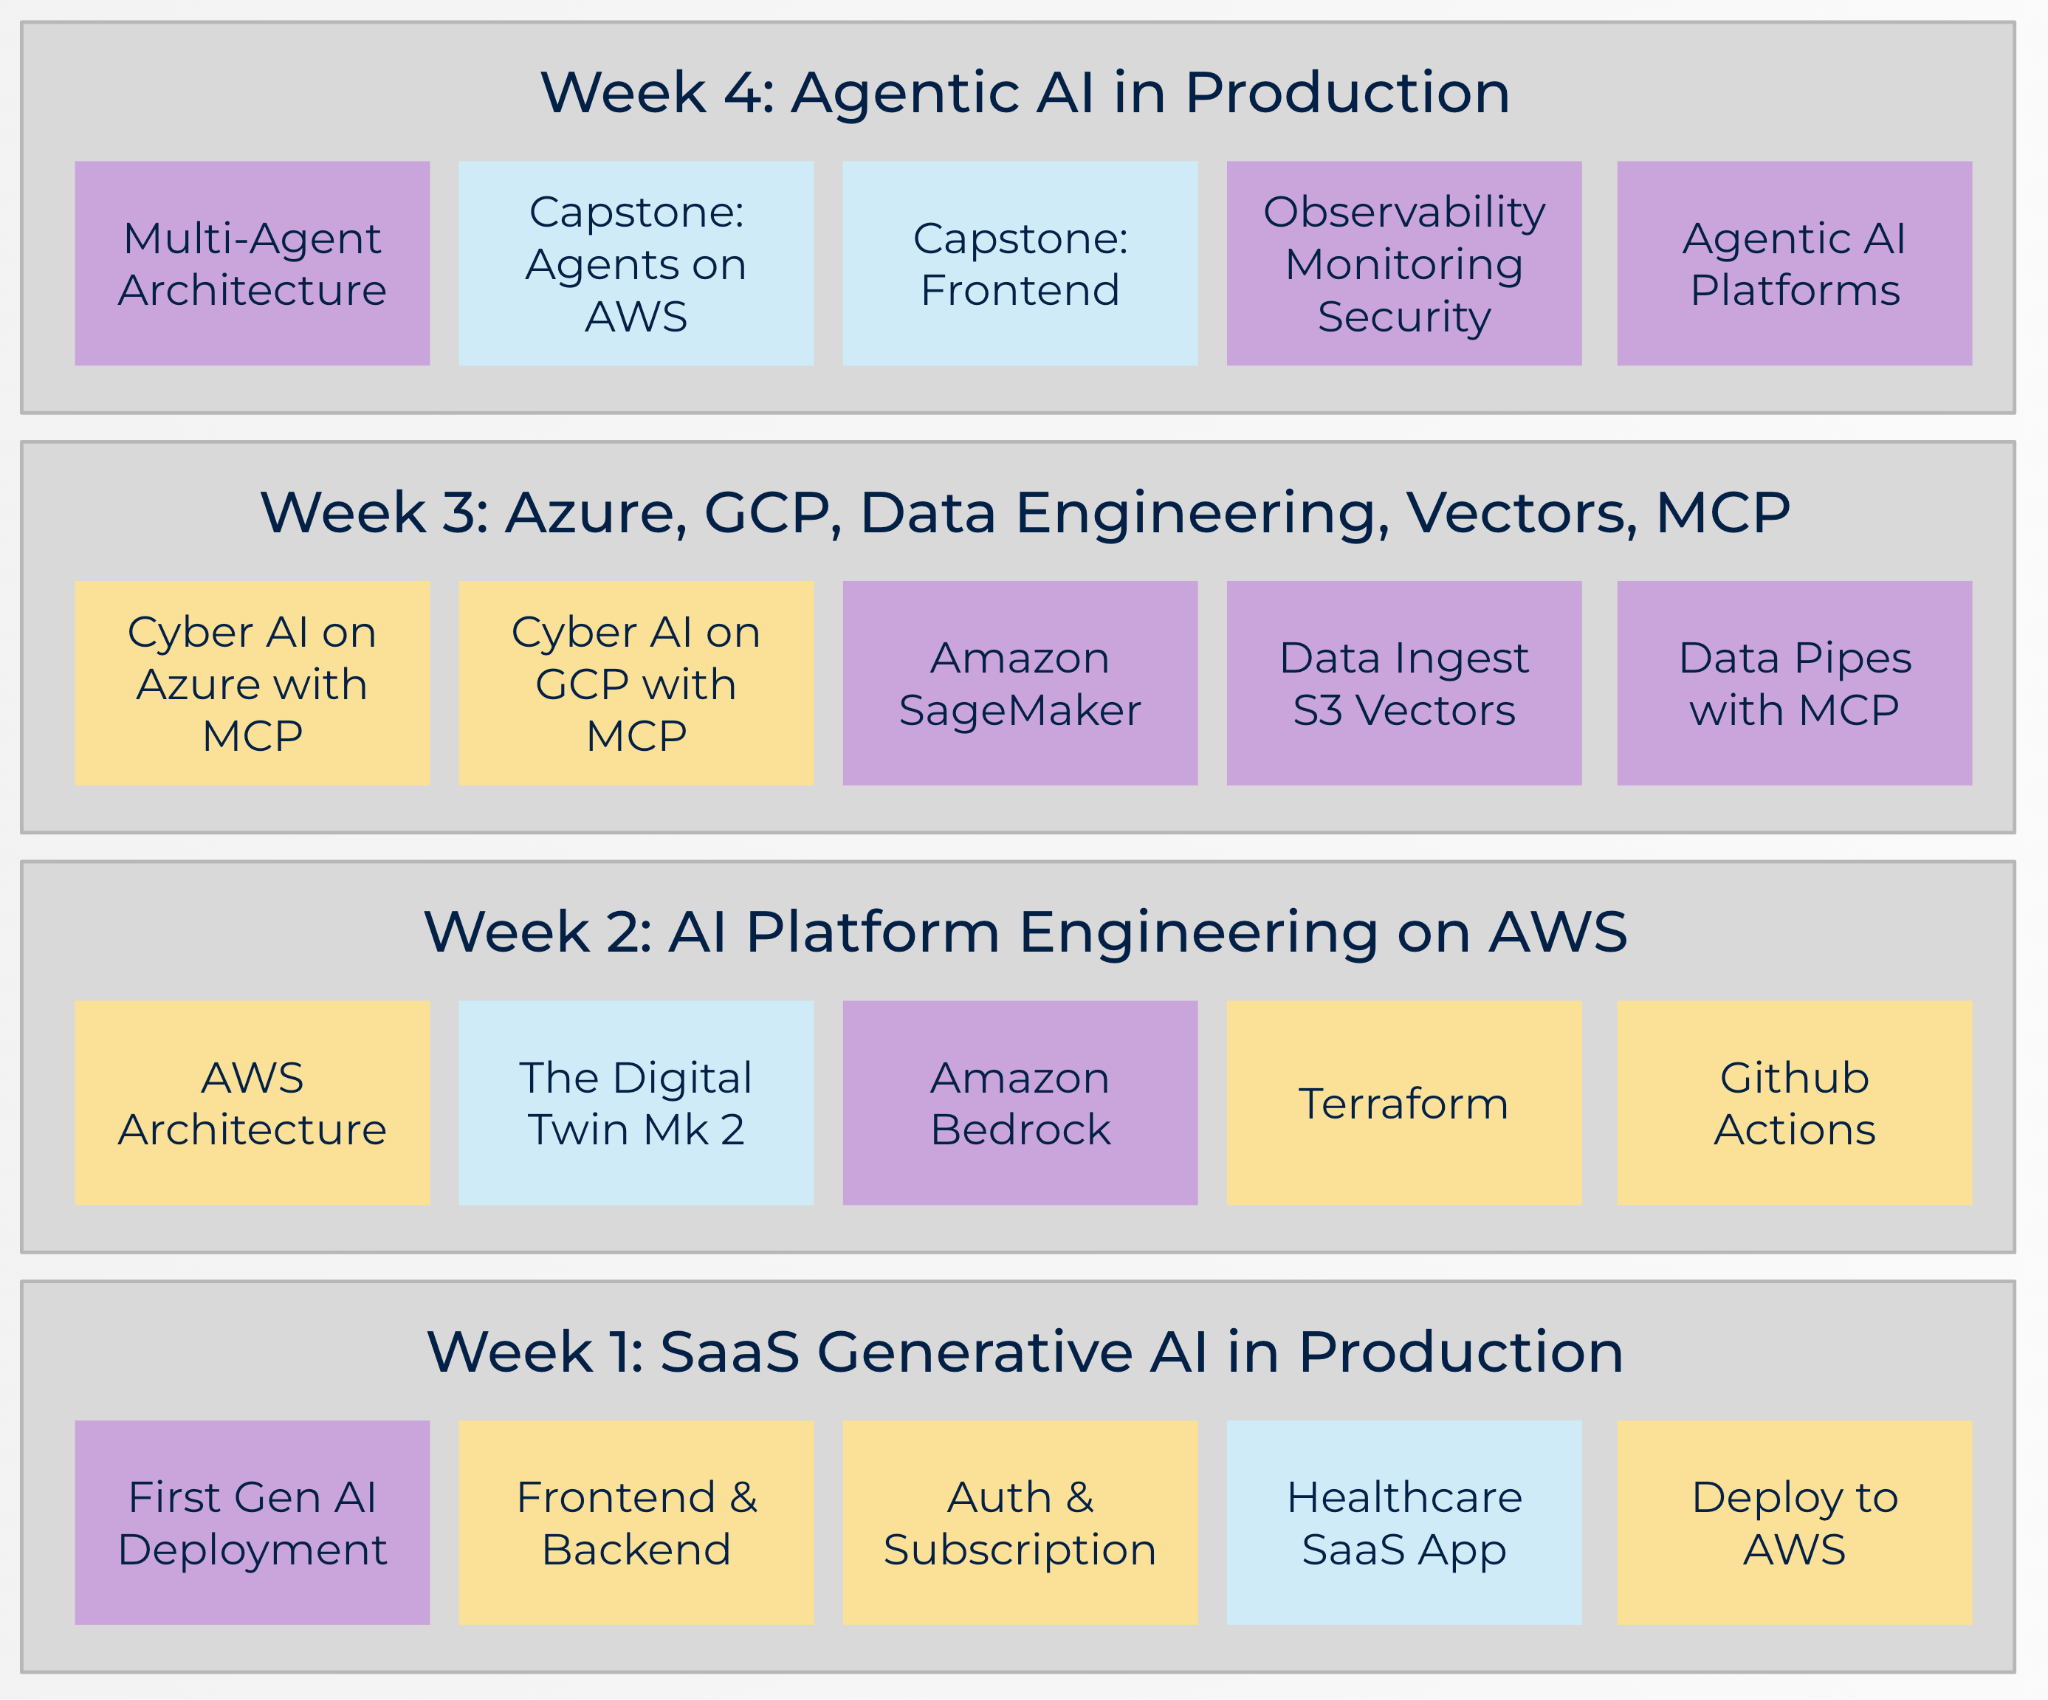 Week 4: Agentic AI in Production
Multi-Agent
Architecture
Capstone:
Agents on
AWS
Capstone:
Frontend
Observability
Monitoring
Security
Agentic AI
Platforms
Week 3: Azure, GCP, Data Engineering, Vectors, MCP
Cyber AI on
Azure with
MCP
Cyber AI on
GCP with
MCP
Amazon
SageMaker
Data Ingest
S3 Vectors
Data Pipes
with MCP
Week 2: AI Platform Engineering on AWS
AWS
Architecture
The Digital
Twin Mk 2
Amazon
Bedrock
Terraform
Github
Actions
Week 1: SaaS Generative AI in Production
First Gen AI
Deployment
Frontend &
Backend
Auth &
Subscription
Healthcare
SaaS App
Deploy to
AWS